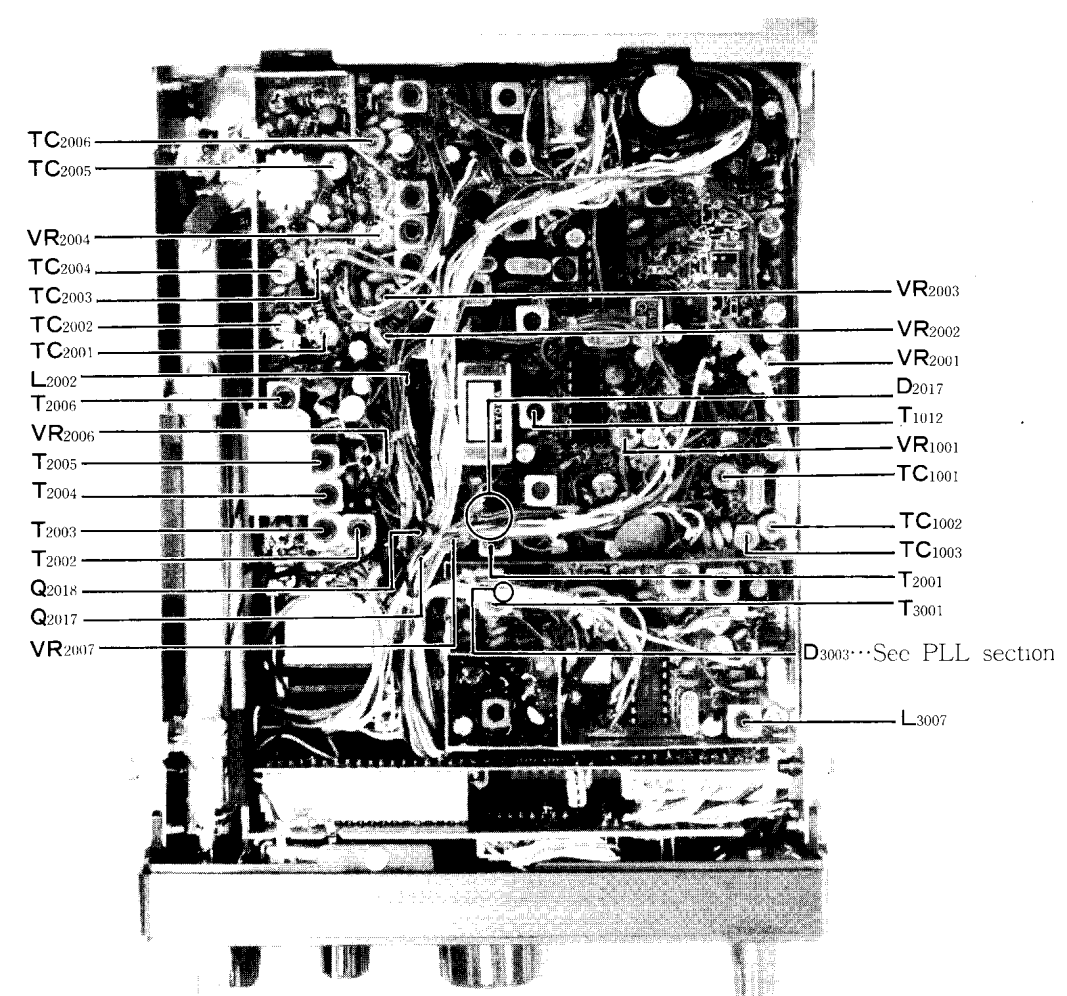 TC2006
TC2005
VR2004
TC2004
TC2003
TC2002
TC2001
L2002
T2006
VR2006
T2005
T2004
T2003
T2002
Q2018
Q2017
VR2007
VR2003
VR2002
VR2001
D2017
T1012
VR1001
TC1001
TC1002
TC1003
T2001
T3001
D3003···See PLL section
L3007